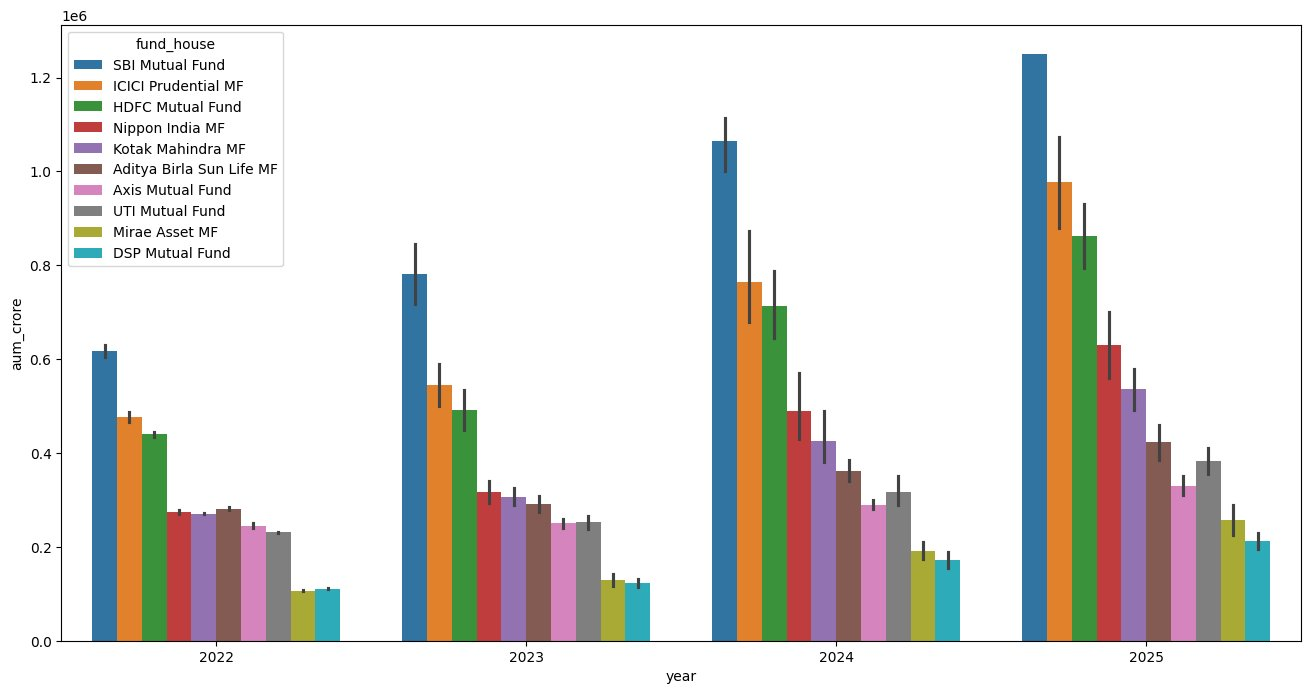 1e6
fund_house
SBI Mutual Fund
ICICI Prudential MF
HDFC Mutual Fund
Nippon India MF
Kotak Mahindra MF
Aditya Birla Sun Life MF
Axis Mutual Fund
UTI Mutual Fund
Mirae Asset MF
DSP Mutual Fund
1.2
1.0
0.8
0.6
0.4
0.2
0.0
aum_crore
2022 2023 2024 2025
year